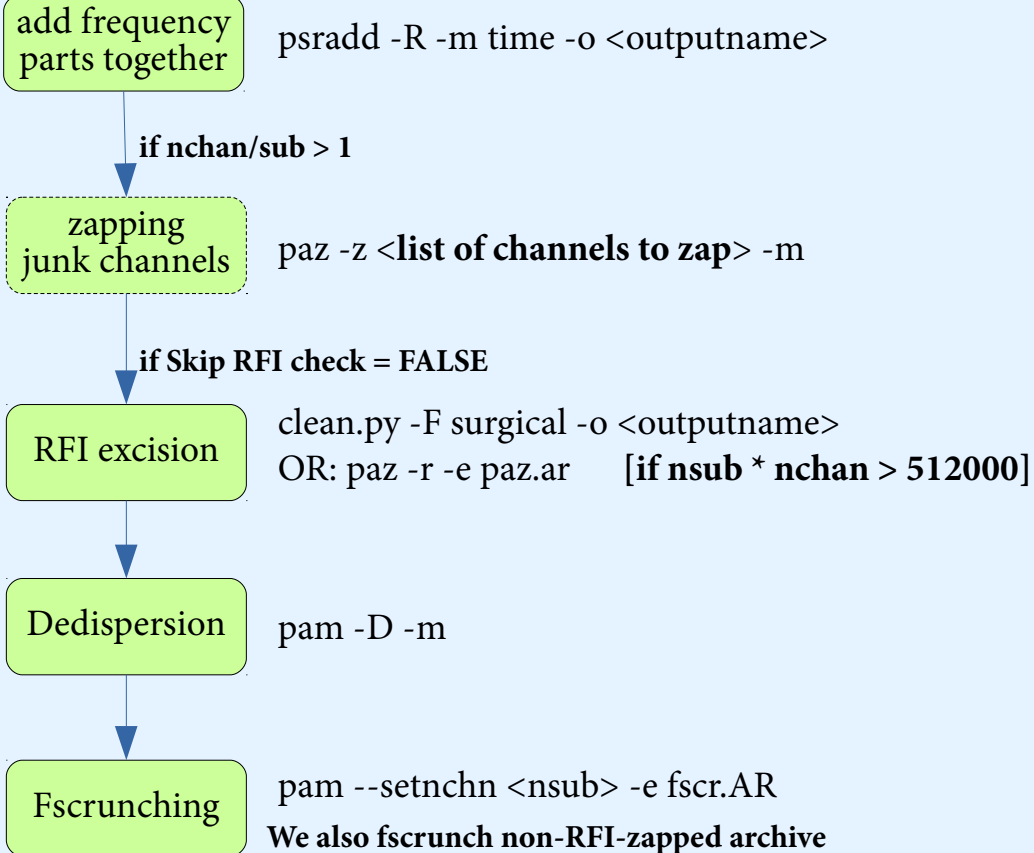 add frequency
parts together
psradd -R -m time -o <outputname>
if nchan/sub > 1
zapping
junk channels
paz -z <list of channels to zap> -m
if Skip RFI check = FALSE
RFI excision
clean.py -F surgical -o <outputname>
OR: paz -r -e paz.ar [if nsub * nchan > 512000]
Dedispersion
pam -D -m
Fscrunching
pam --setnchn <nsub> -e fscr.AR
We also fscrunch non-RFI-zapped archive